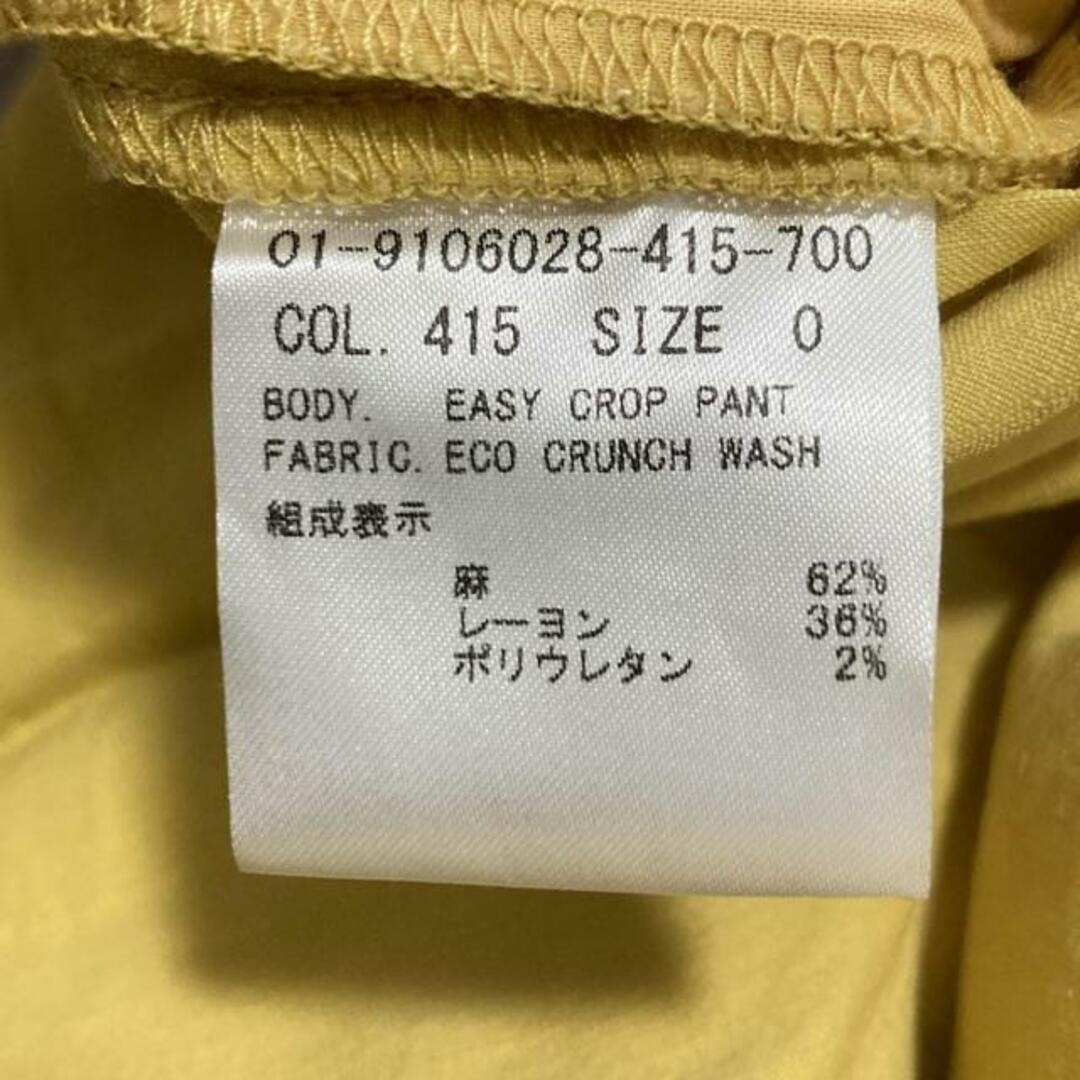 01-9106028-415-700
COL. 415 SIZE 0
BODY. EASY CROP PANT
FABRIC. ECO CRUNCH WASH
組成表示
麻 62%
レーヨン 36%
ポリウレタン 2%